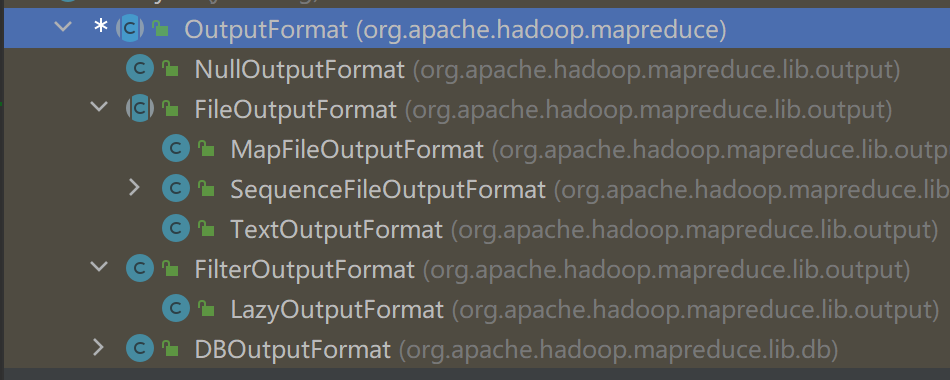 * OutputFormat (org.apache.hadoop.mapreduce)
C NullOutputFormat (org.apache.hadoop.mapreduce.lib.output)
C FileOutputFormat (org.apache.hadoop.mapreduce.lib.output)
C MapFileOutputFormat (org.apache.hadoop.mapreduce.lib.outp
C SequenceFileOutputFormat (org.apache.hadoop.mapreduce.lib
C TextOutputFormat (org.apache.hadoop.mapreduce.lib.output)
C FilterOutputFormat (org.apache.hadoop.mapreduce.lib.output)
C LazyOutputFormat (org.apache.hadoop.mapreduce.lib.output)
C DBOutputFormat (org.apache.hadoop.mapreduce.lib.db)